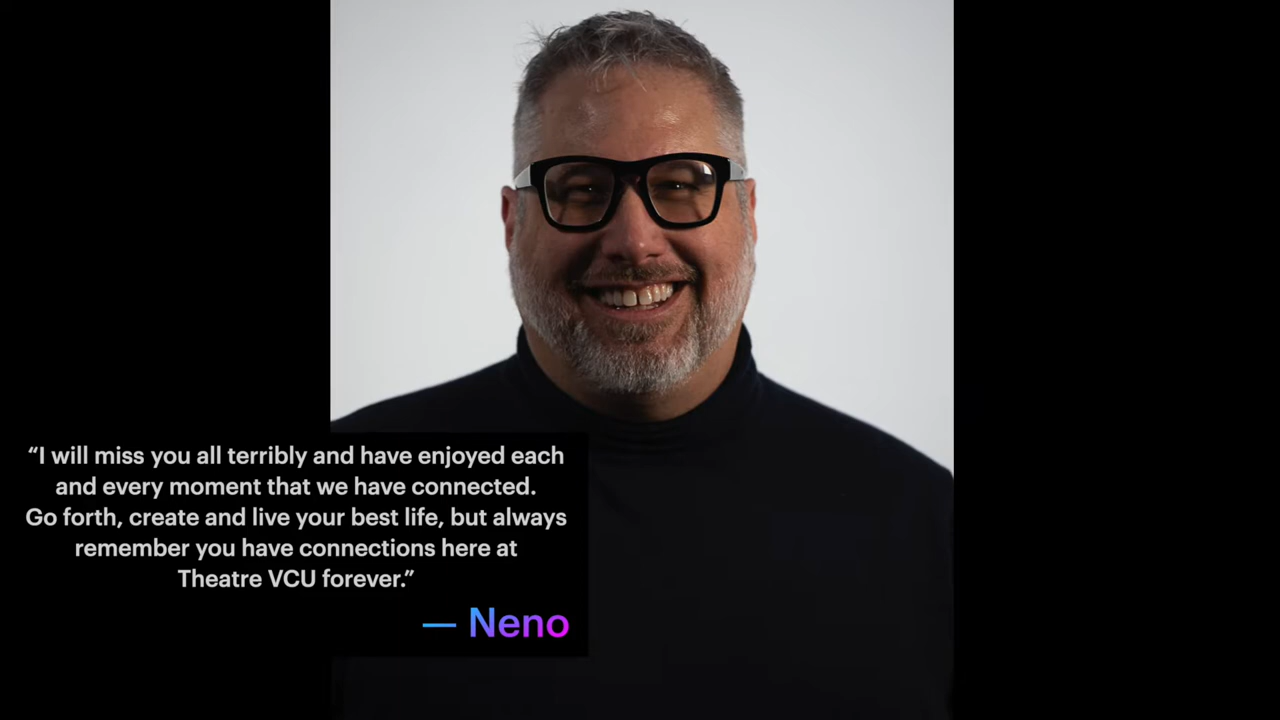 “I will miss you all terribly and have enjoyed each
and every moment that we have connected.
Go forth, create and live your best life, but always
remember you have connections here at
Theatre VCU forever.”
— Neno